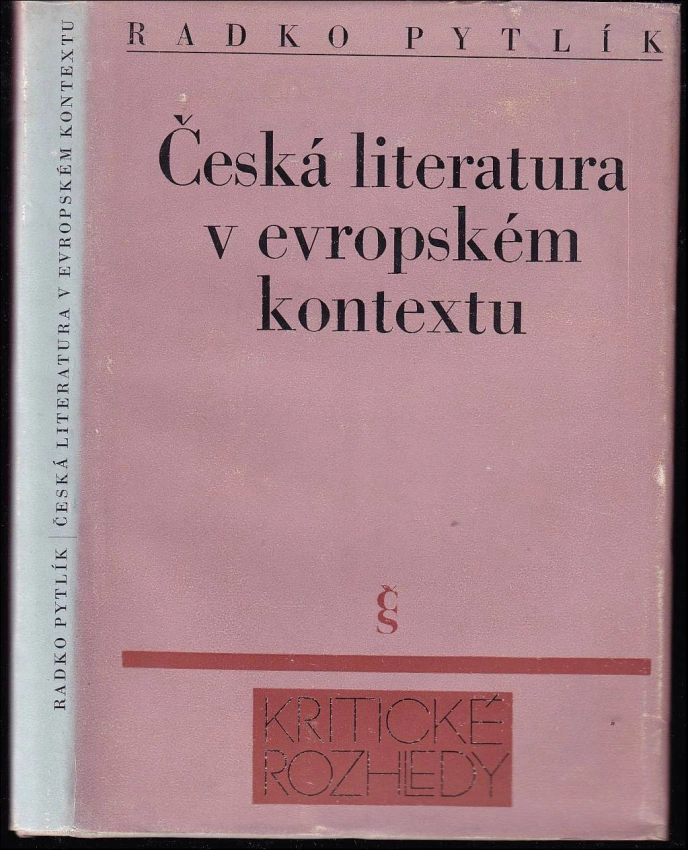 RADKO PYTLÍK
Česká literatura
v evropském
kontextu
čs
KRITICKÉ
ROZHLEDY
RADKO PYTLÍK | ČESKÁ LITERATURA V EVROPSKÉM KONTEXTU